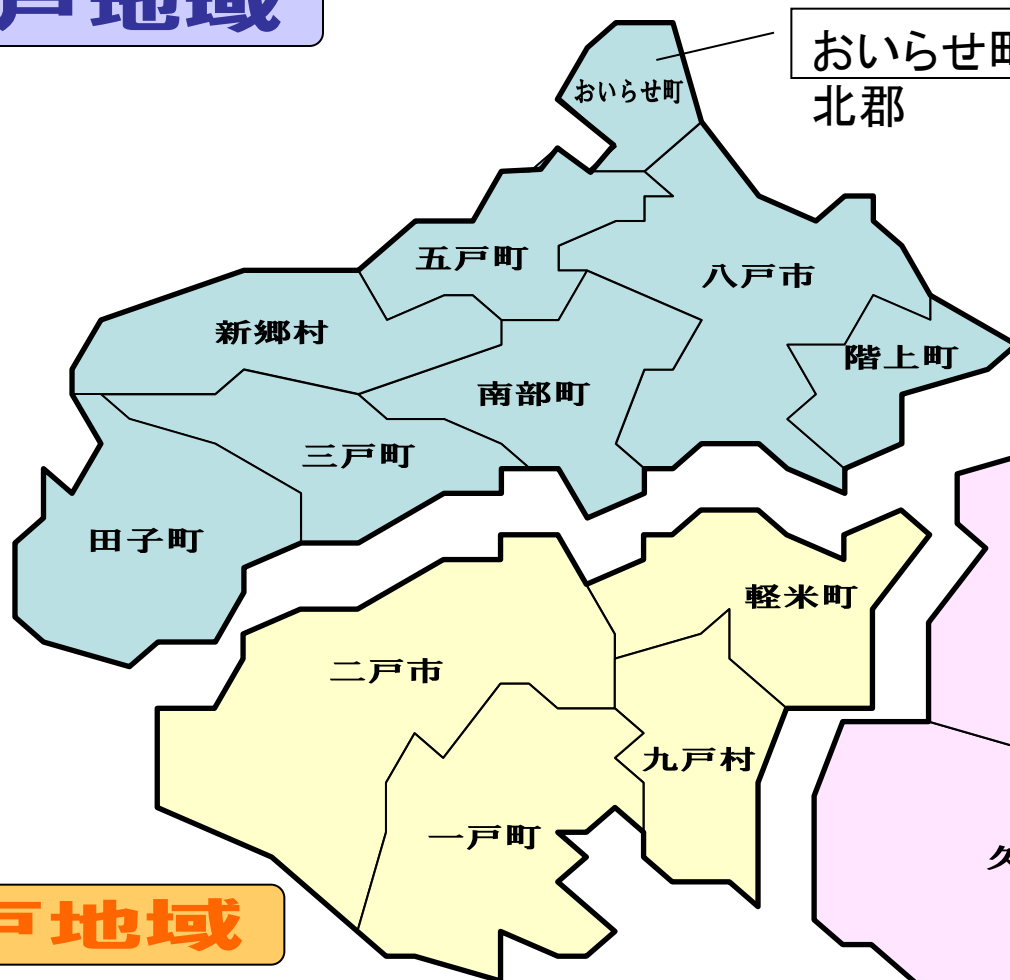 戸地域
おいらせ町
北郡
おいらせ町
五戸町
八戸市
新郷村
階上町
南部町
三戸町
田子町
軽米町
二戸市
九戸村
一戸町
戸地域